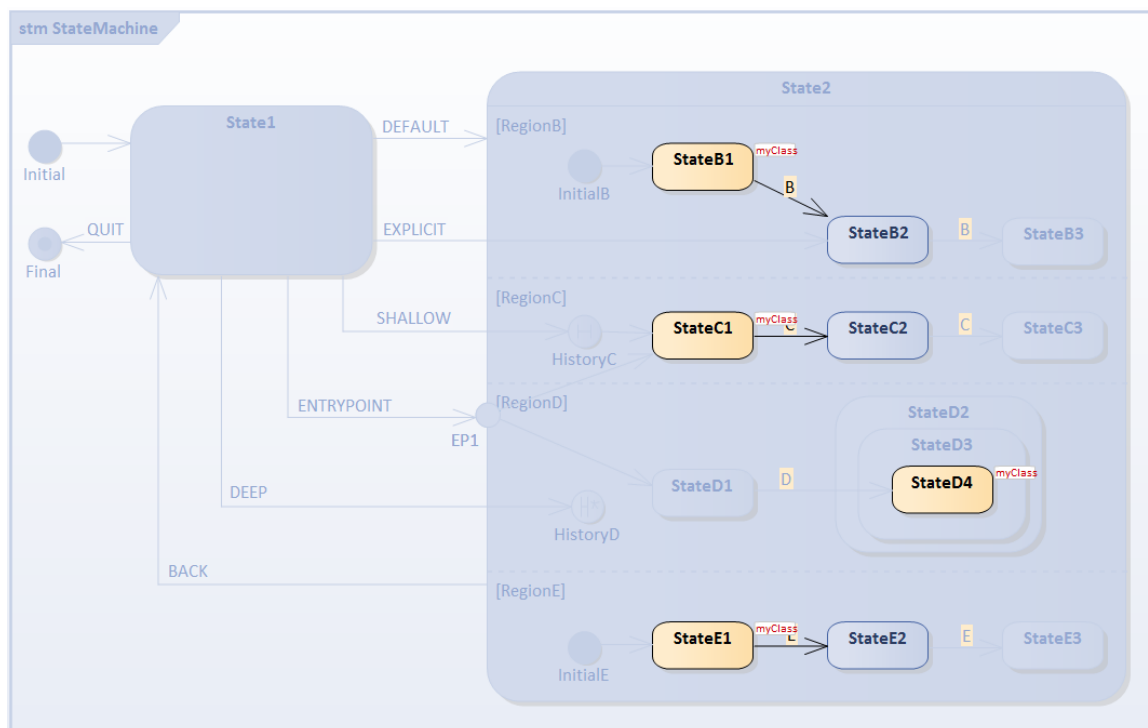 stm StateMachine
State2
State1
DEFAULT
[RegionB]
myClass
StateB1
Initial
InitialB
B
QUIT
EXPLICIT
StateB2
B
StateB3
Final
[RegionC]
SHALLOW
H
myClass
StateC1
C
StateC2
C
StateC3
HistoryC
ENTRYPOINT
[RegionD]
EP1
StateD2
StateD3
myClass
StateD4
StateD1
D
DEEP
H*
HistoryD
BACK
[RegionE]
myClass
StateE1
E
StateE2
E
StateE3
InitialE